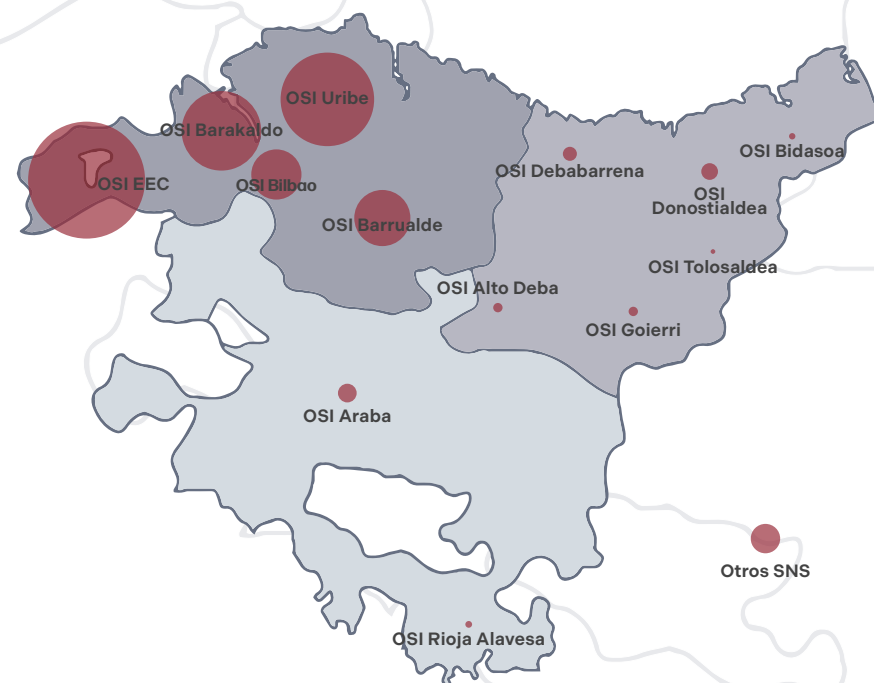 OSI Uribe
OSI Barakaldo
OSI Bidasoa
OSI Debabarrena
OSI EEC
OSI Bilbao
OSI
Donostialdea
OSI Barrualde
OSI Tolosaldea
OSI Alto Deba
OSI Goierri
OSI Araba
Otros SNS
OSI Rioja Alavesa